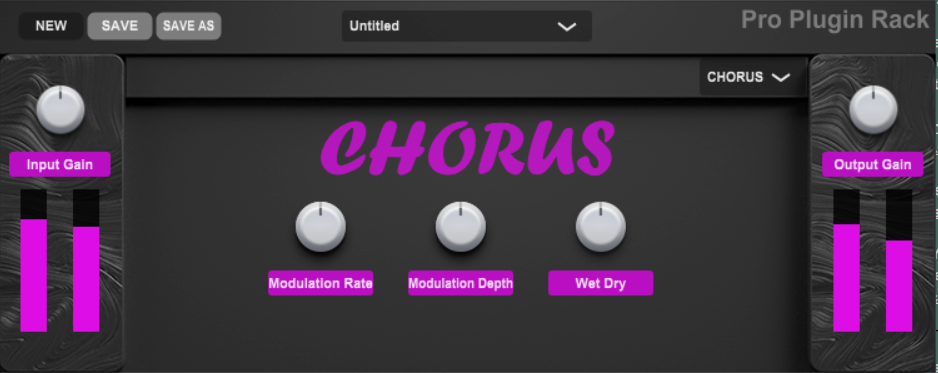 NEW SAVE SAVE AS Untitled Pro Plugin Rack
CHORUS
CHORUS
Input Gain Output Gain
Modulation Rate Modulation Depth Wet Dry